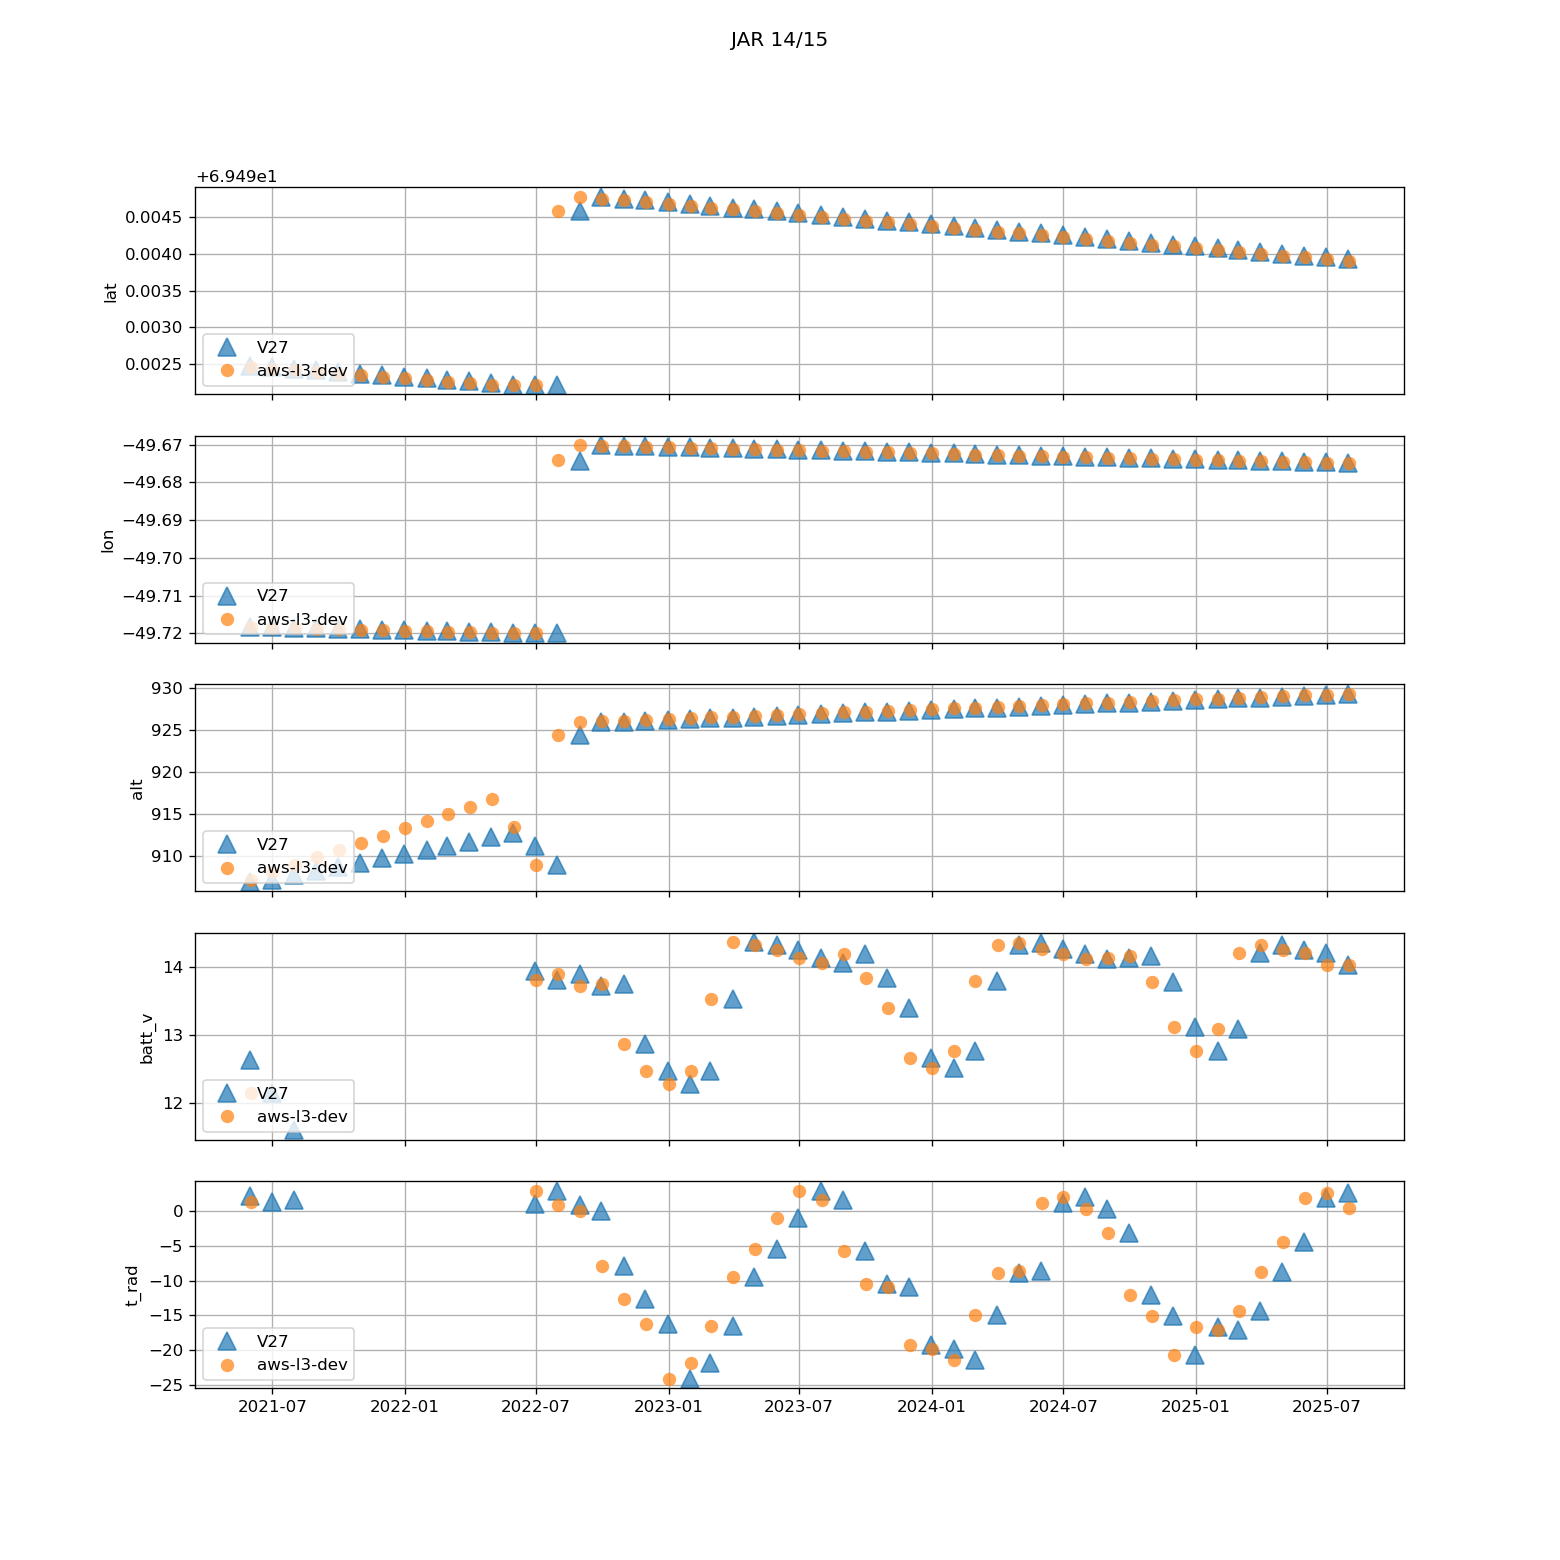 JAR 14/15
+6.949e1
0.0045
0.0040
0.0035
0.0030
0.0025
lat
V27
aws-l3-dev
−49.67
−49.68
−49.69
−49.70
−49.71
−49.72
lon
V27
aws-l3-dev
930
925
920
915
910
alt
V27
aws-l3-dev
14
13
12
batt_v
V27
aws-l3-dev
0
−5
−10
−15
−20
−25
t_rad
V27
aws-l3-dev
2021-07 2022-01 2022-07 2023-01 2023-07 2024-01 2024-07 2025-01 2025-07